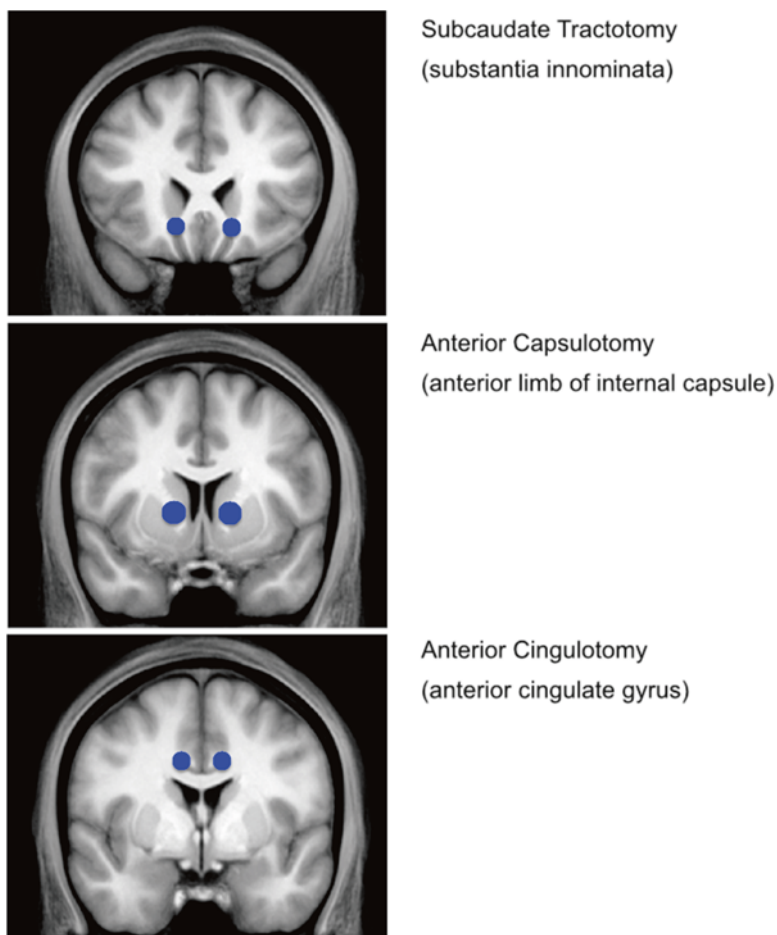 Subcaudate Tractotomy
(substantia innominata)
Anterior Capsulotomy
(anterior limb of internal capsule)
Anterior Cingulotomy
(anterior cingulate gyrus)